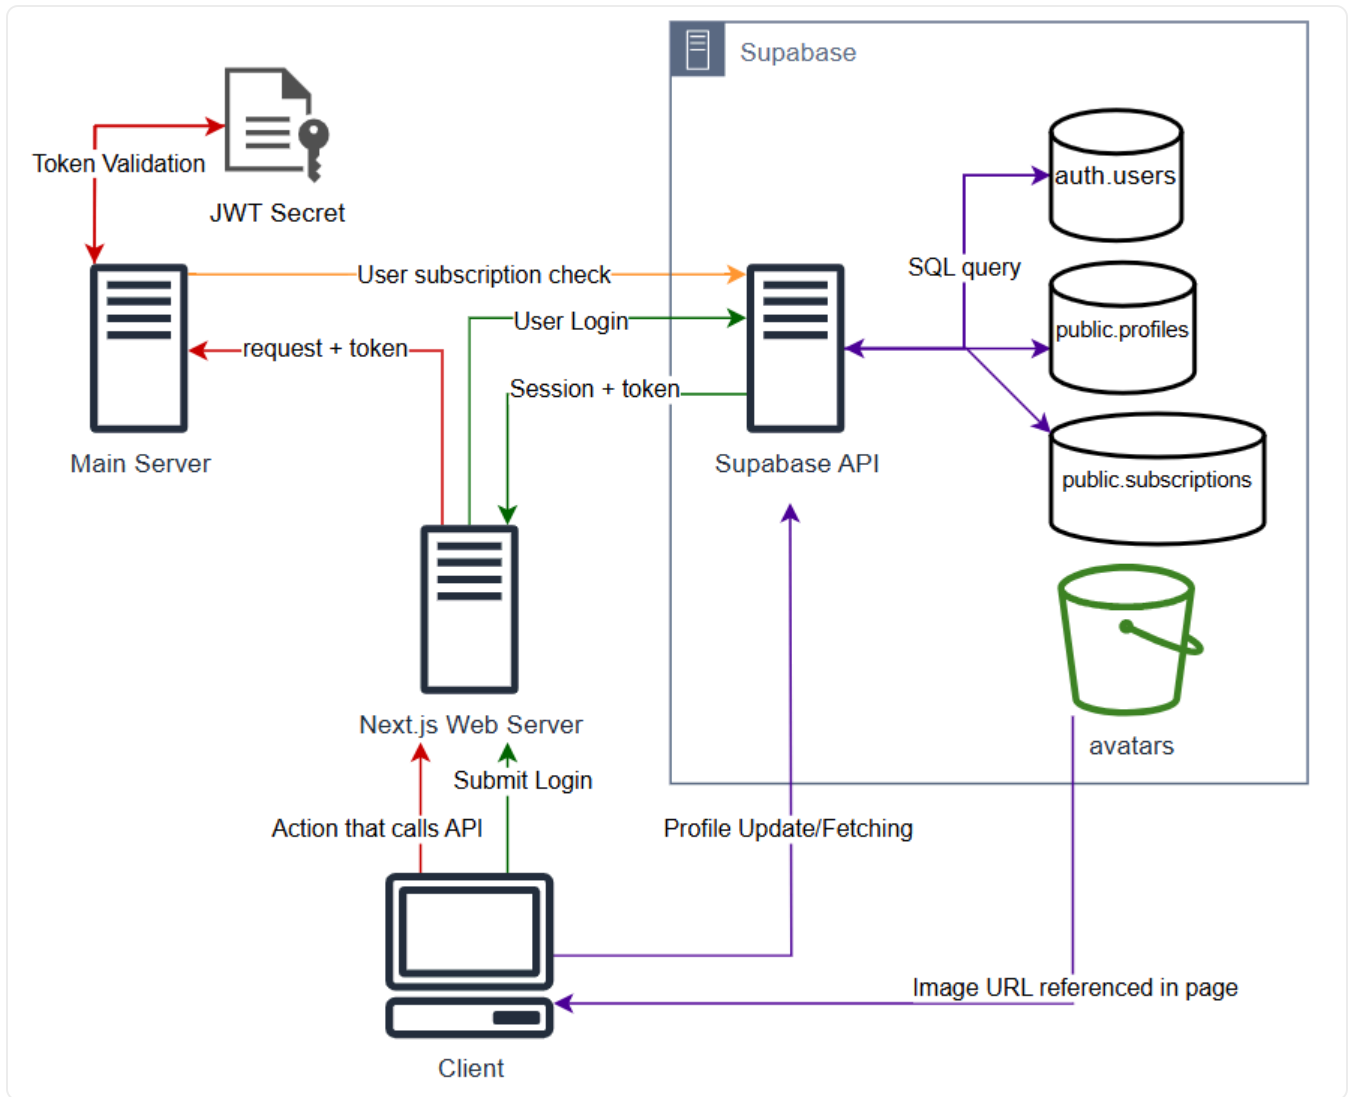 Supabase
Token Validation
JWT Secret
auth.users
User subscription check
SQL query
User Login
public.profiles
request + token
Session + token
Main Server
Supabase API
public.subscriptions
Next.js Web Server
avatars
Submit Login
Action that calls API
Profile Update/Fetching
Image URL referenced in page
Client